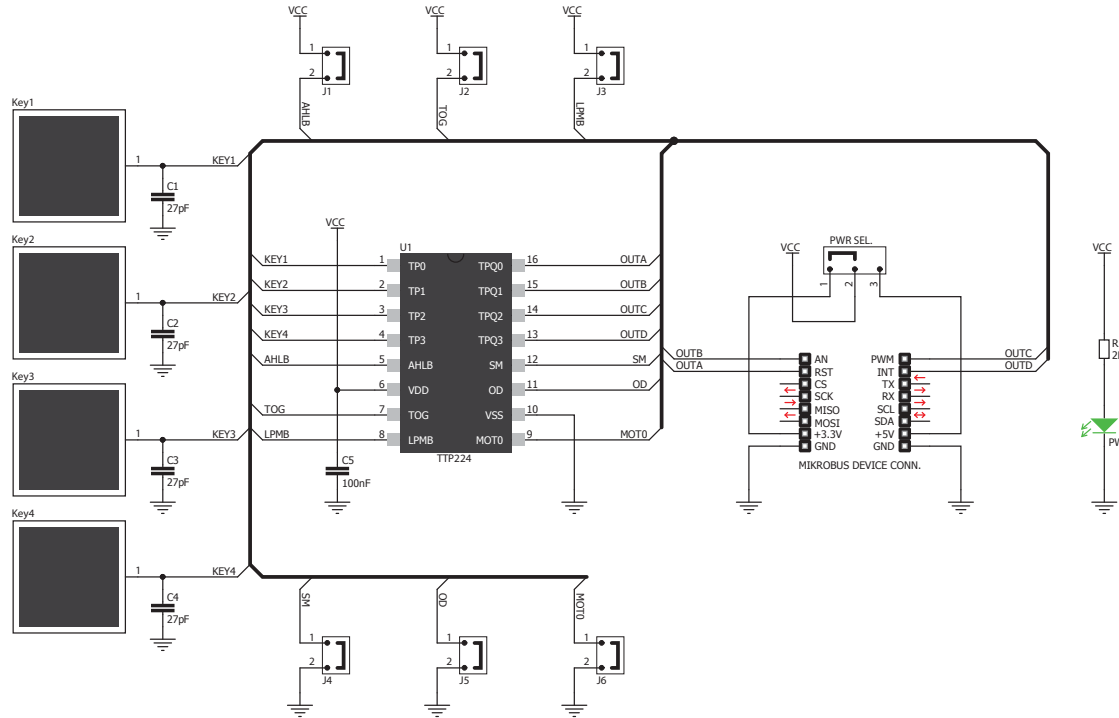 VCC
VCC
VCC
1
2
J1
AHLB
1
2
J2
TOG
1
2
J3
LPMB
Key1
1
KEY1
C1
27pF
Key2
1
KEY2
C2
27pF
Key3
1
KEY3
C3
27pF
Key4
1
KEY4
C4
27pF
VCC
C5
100nF
U1
KEY1 1 TP0 TPQ0 16 OUTA
KEY2 2 TP1 TPQ1 15 OUTB
KEY3 3 TP2 TPQ2 14 OUTC
KEY4 4 TP3 TPQ3 13 OUTD
AHLB 5 AHLB SM 12 SM
6 VDD OD 11 OD
TOG 7 TOG VSS 10
LPMB 8 LPMB MOT0 9 MOT0
TTP224
VCC
PWR SEL.
1 2 3
OUTB AN PWM OUTC
OUTA RST INT OUTD
CS TX
SCK RX
MISO SCL
MOSI SDA
+3.3V +5V
GND GND
MIKROBUS DEVICE CONN.
VCC
R
2
PW
SM
1
2
J4
OD
1
2
J5
MOT0
1
2
J6